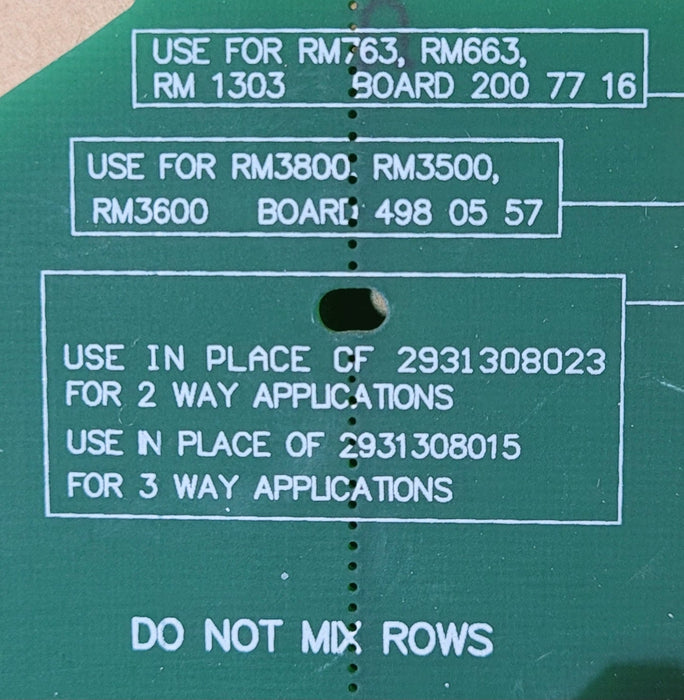 USE FOR RM763, RM663,
RM 1303 BOARD 200 77 16
USE FOR RM3800, RM3500,
RM3600 BOARD 498 05 57
USE IN PLACE OF 2931308023
FOR 2 WAY APPLICATIONS
USE IN PLACE OF 2931308015
FOR 3 WAY APPLICATIONS
DO NOT MIX ROWS